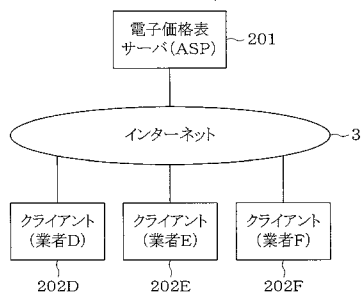 電子価格表
サーバ(ASP)
201
インターネット
3
クライアント
(業者D)
クライアント
(業者E)
クライアント
(業者F)
202D
202E
202F